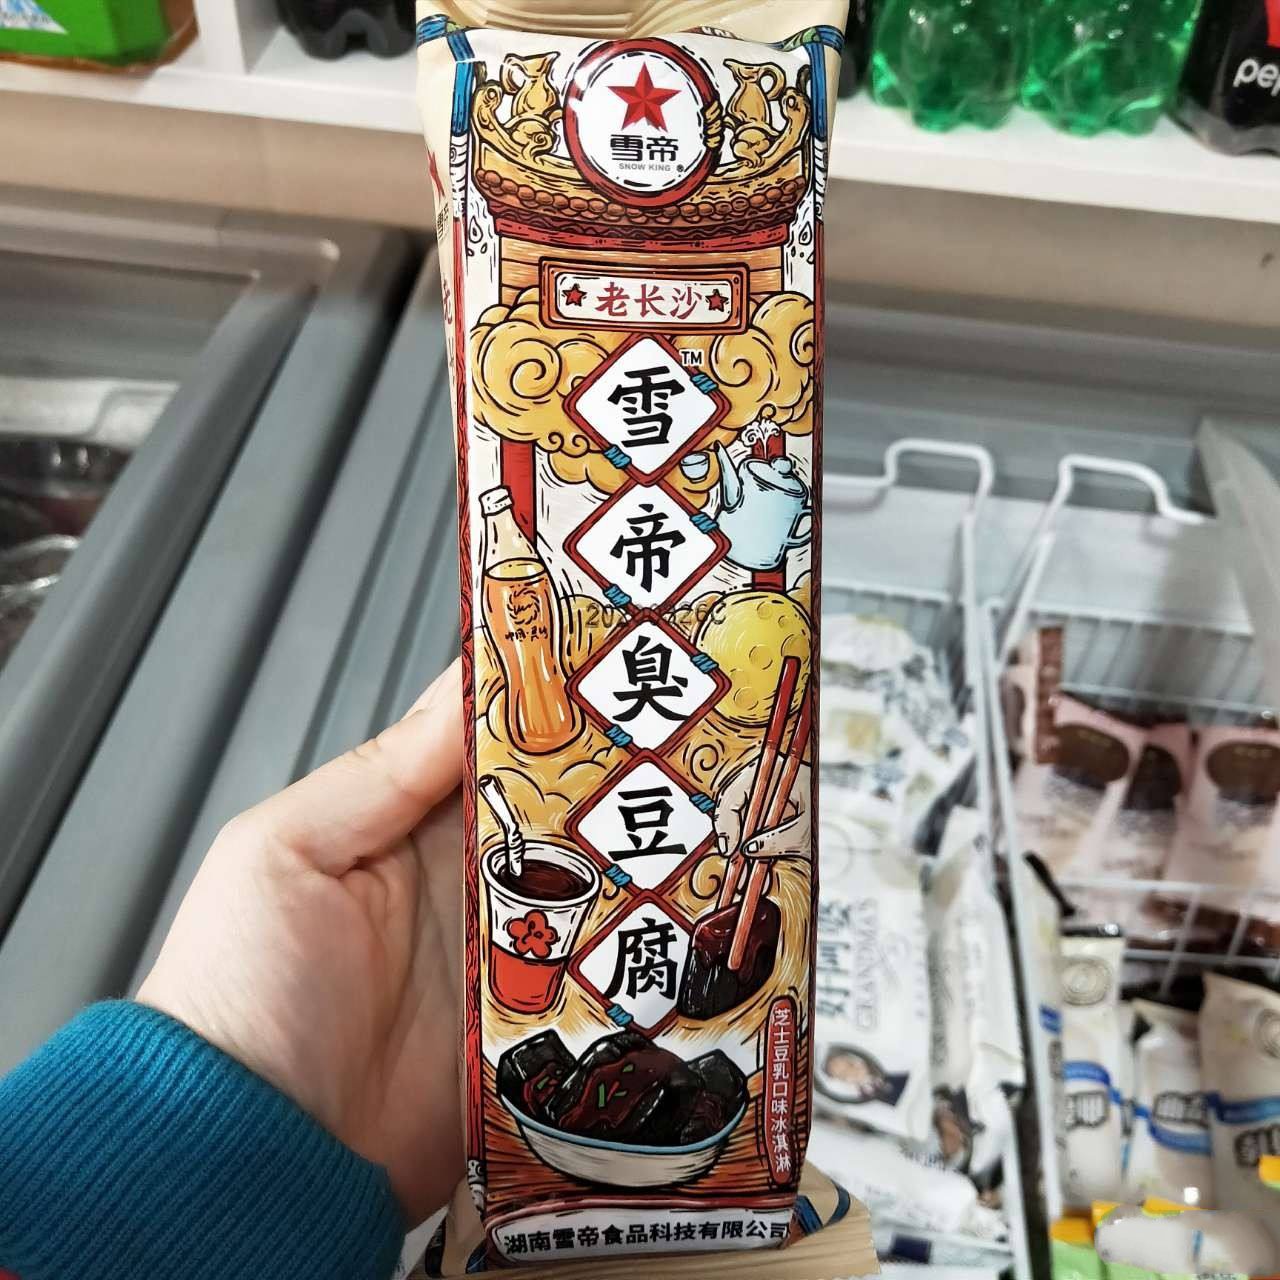 雪帝
SNOW KING ®
老长沙
雪帝臭豆腐
TM
芝士豆乳口味冰淇淋
湖南雪帝食品科技有限公司